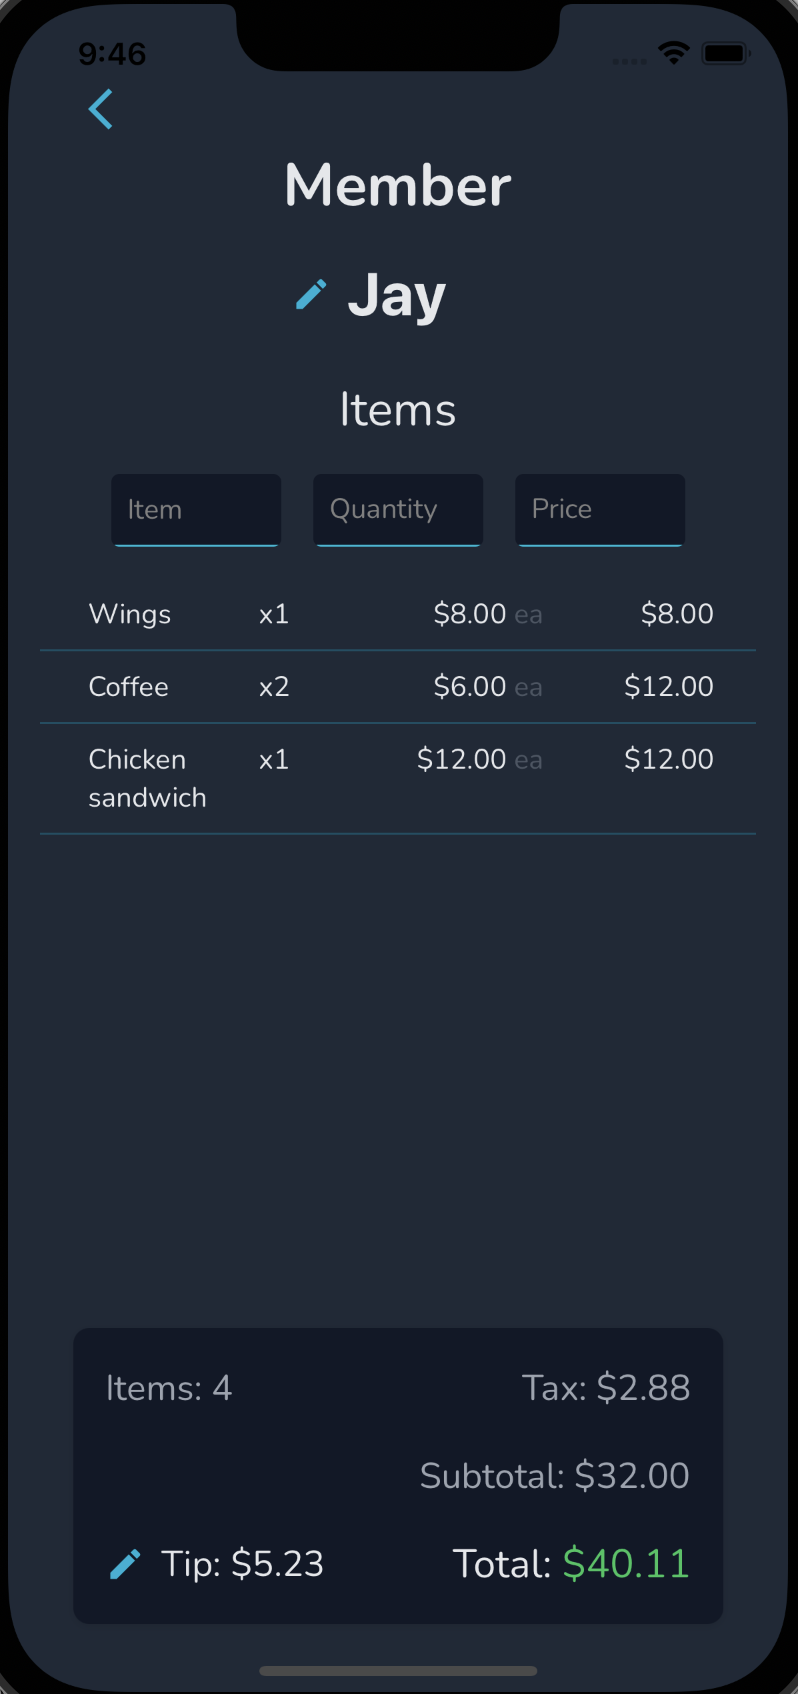 9:46
Member
Jay
Items
Item Quantity Price
Wings x1 $8.00 ea $8.00
Coffee x2 $6.00 ea $12.00
Chicken x1 $12.00 ea $12.00
sandwich
Items: 4 Tax: $2.88
Subtotal: $32.00
Tip: $5.23 Total: $40.11